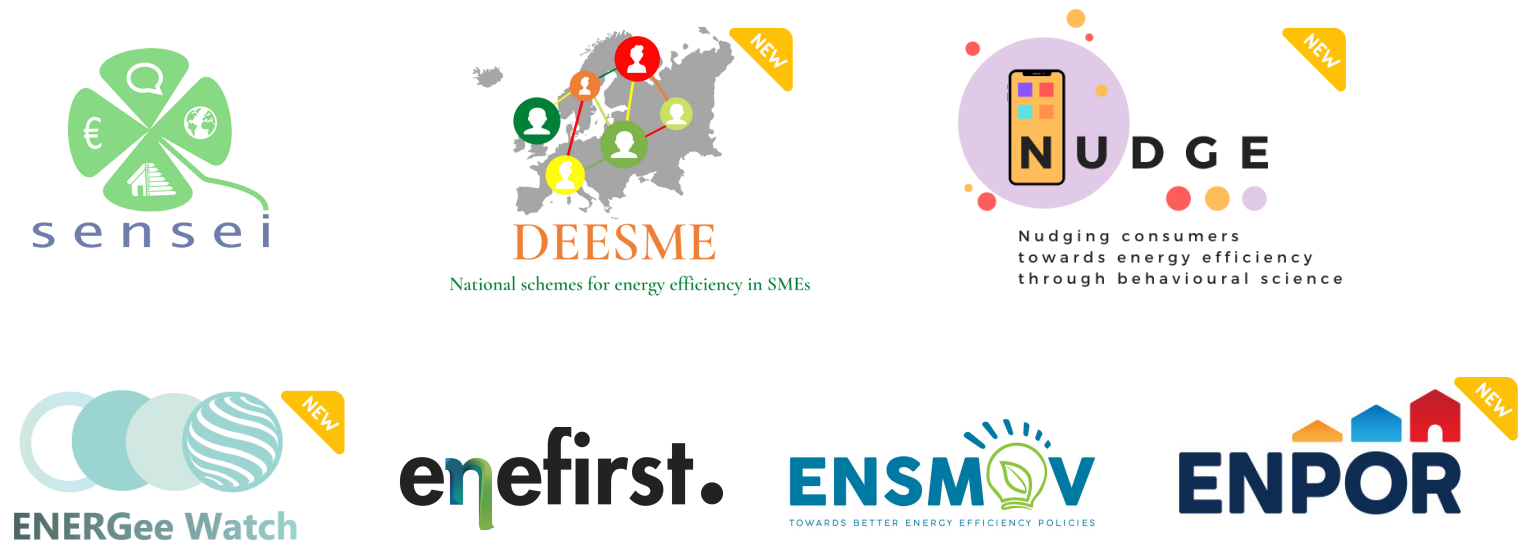 €
sensei
NEW
DEESME
National schemes for energy efficiency in SMEs
NEW
NUDGE
Nudging consumers
towards energy efficiency
through behavioural science
NEW
ENERGee Watch
enefirst.
ENSMOV
TOWARDS BETTER ENERGY EFFICIENCY POLICIES
NEW
ENPOR